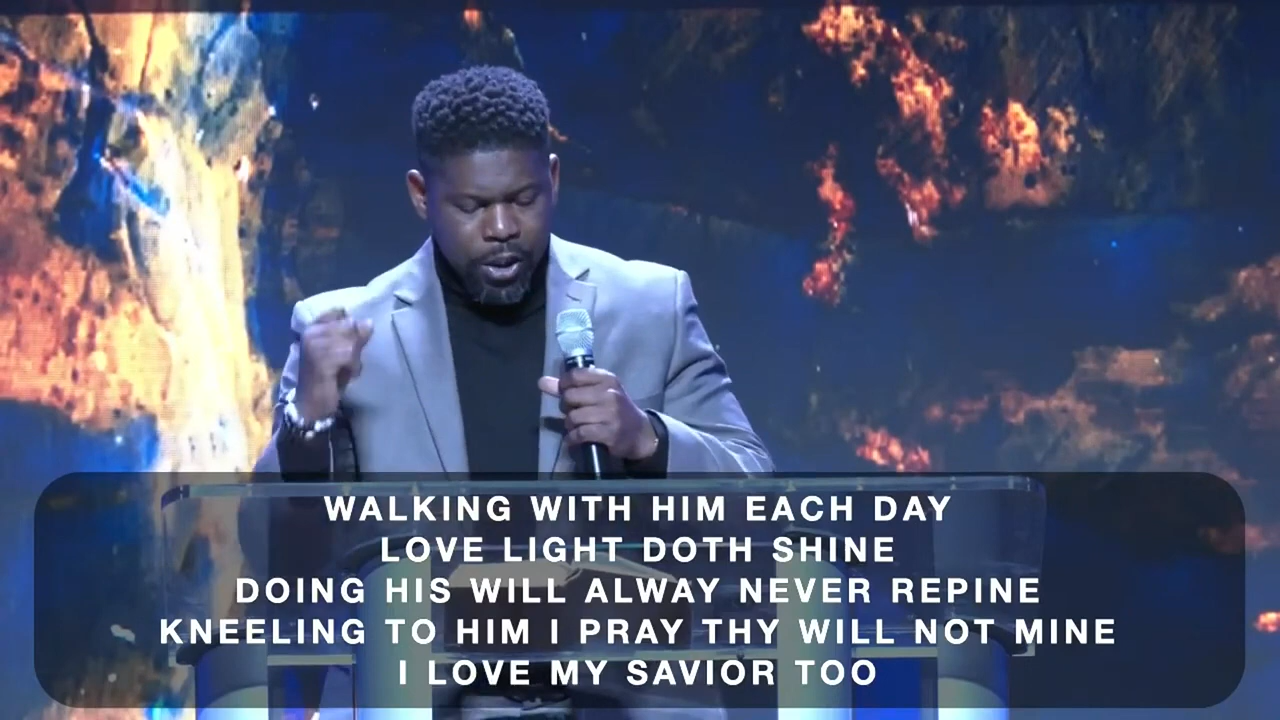 WALKING WITH HIM EACH DAY
LOVE LIGHT DOTH SHINE
DOING HIS WILL ALWAY NEVER REPINE
KNEELING TO HIM I PRAY THY WILL NOT MINE
I LOVE MY SAVIOR TOO